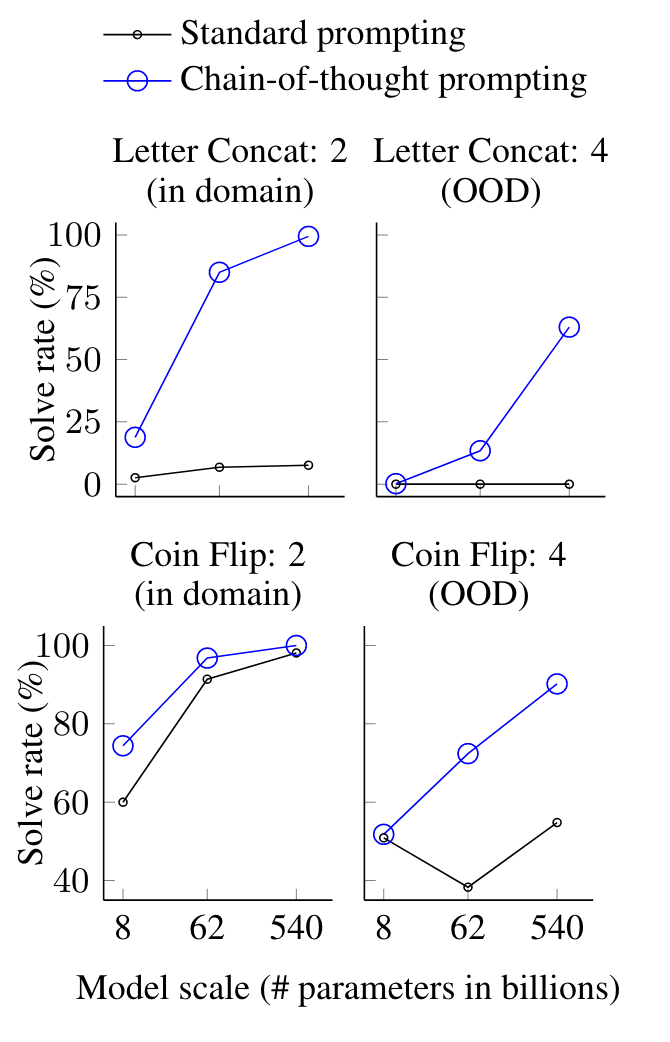 Standard prompting
Chain-of-thought prompting
Letter Concat: 2
(in domain)
Letter Concat: 4
(OOD)
Solve rate (%)
100
75
50
25
0
Coin Flip: 2
(in domain)
Coin Flip: 4
(OOD)
Solve rate (%)
100
80
60
40
8 62 540
8 62 540
Model scale (# parameters in billions)